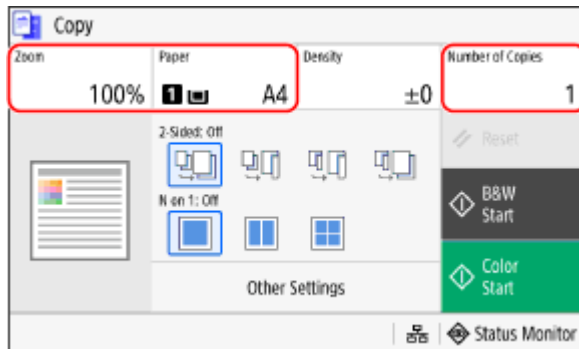 Copy
Zoom
100%
Paper
1 A4
Density
±0
Number of Copies
1
2-Sided: Off
N on 1: Off
Other Settings
Reset
B&W
Start
Color
Start
Status Monitor